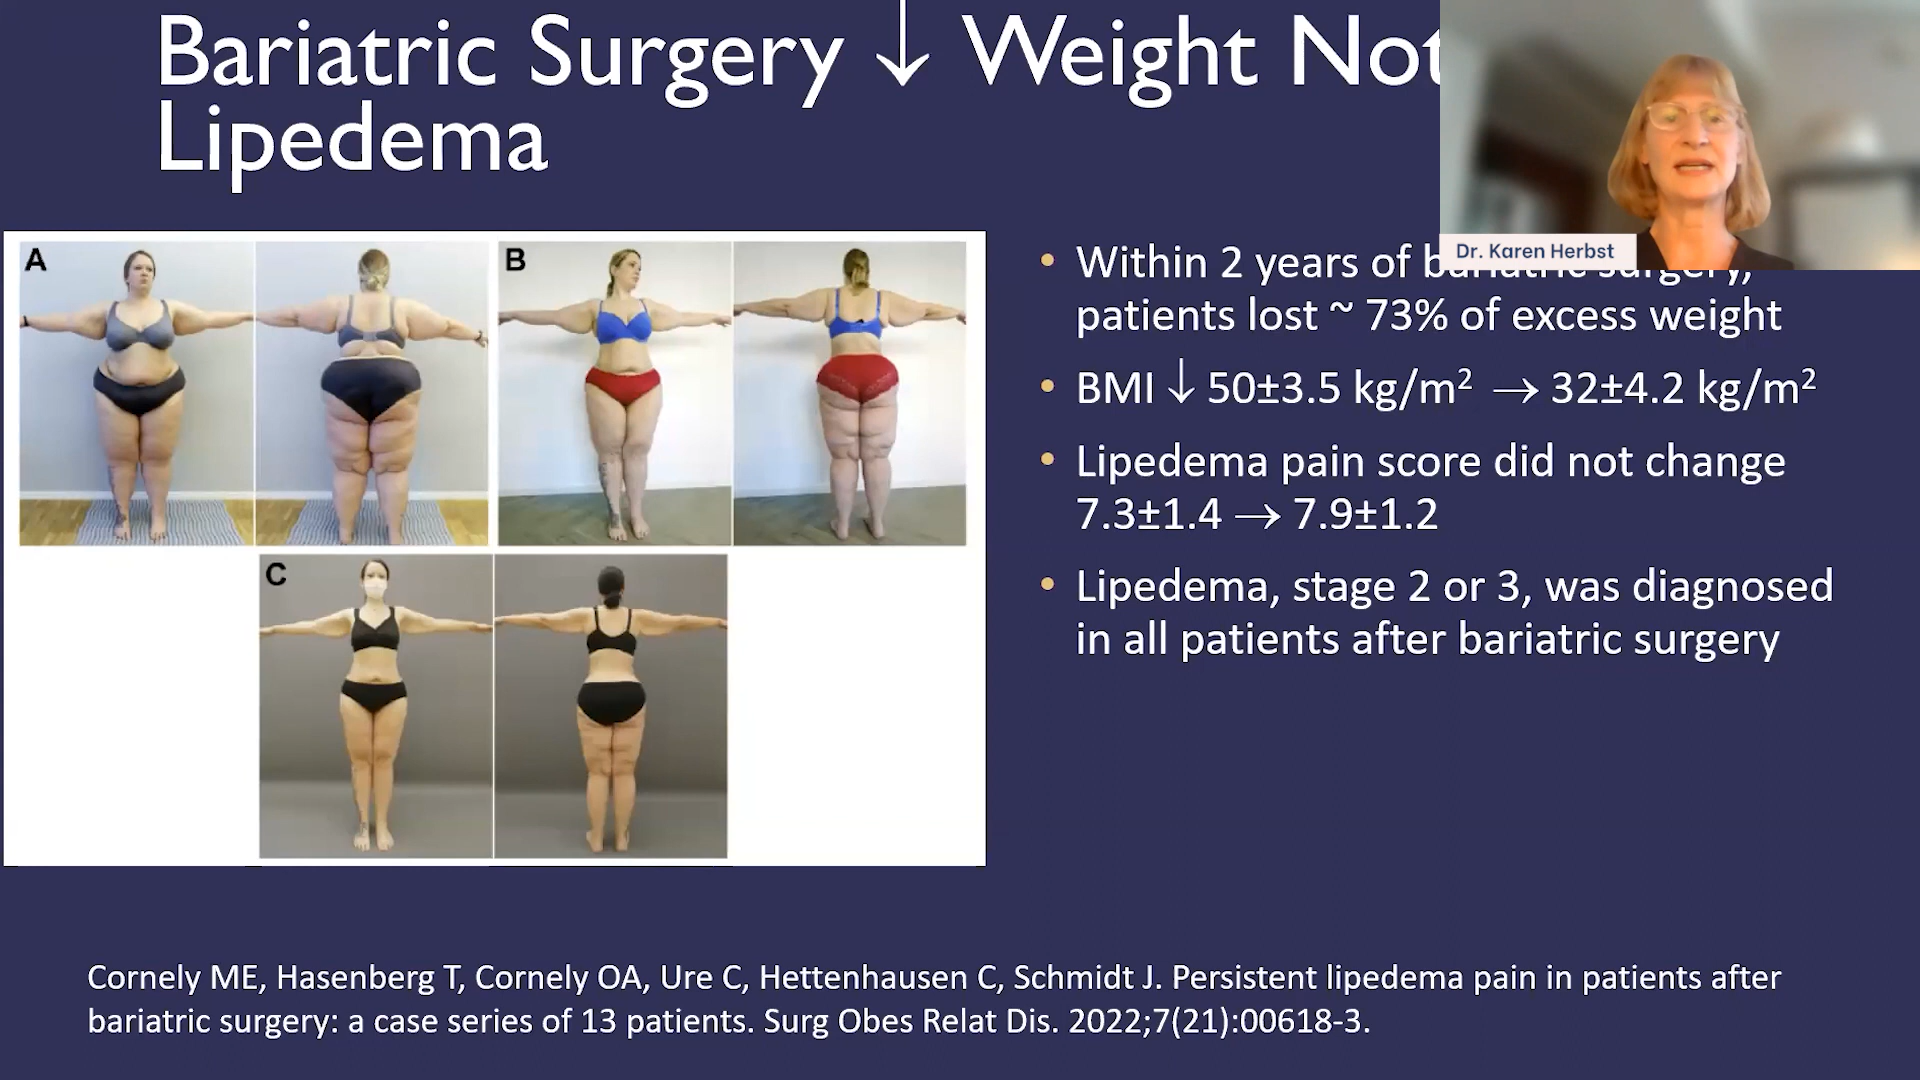 Bariatric Surgery ↓ Weight Not
Lipedema
Dr. Karen Herbst
A
B
C
• Within 2 years of bariatric surgery,
patients lost ~ 73% of excess weight
• BMI ↓ 50±3.5 kg/m² → 32±4.2 kg/m²
• Lipedema pain score did not change
7.3±1.4 → 7.9±1.2
• Lipedema, stage 2 or 3, was diagnosed
in all patients after bariatric surgery
Cornely ME, Hasenberg T, Cornely OA, Ure C, Hettenhausen C, Schmidt J. Persistent lipedema pain in patients after
bariatric surgery: a case series of 13 patients. Surg Obes Relat Dis. 2022;7(21):00618-3.